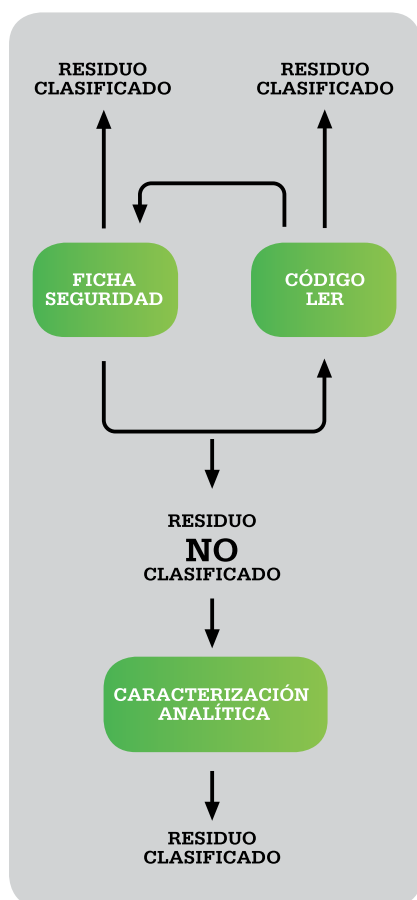 RESIDUO
CLASIFICADO
RESIDUO
CLASIFICADO
FICHA
SEGURIDAD
CÓDIGO
LER
RESIDUO
NO
CLASIFICADO
CARACTERIZACIÓN
ANALÍTICA
RESIDUO
CLASIFICADO